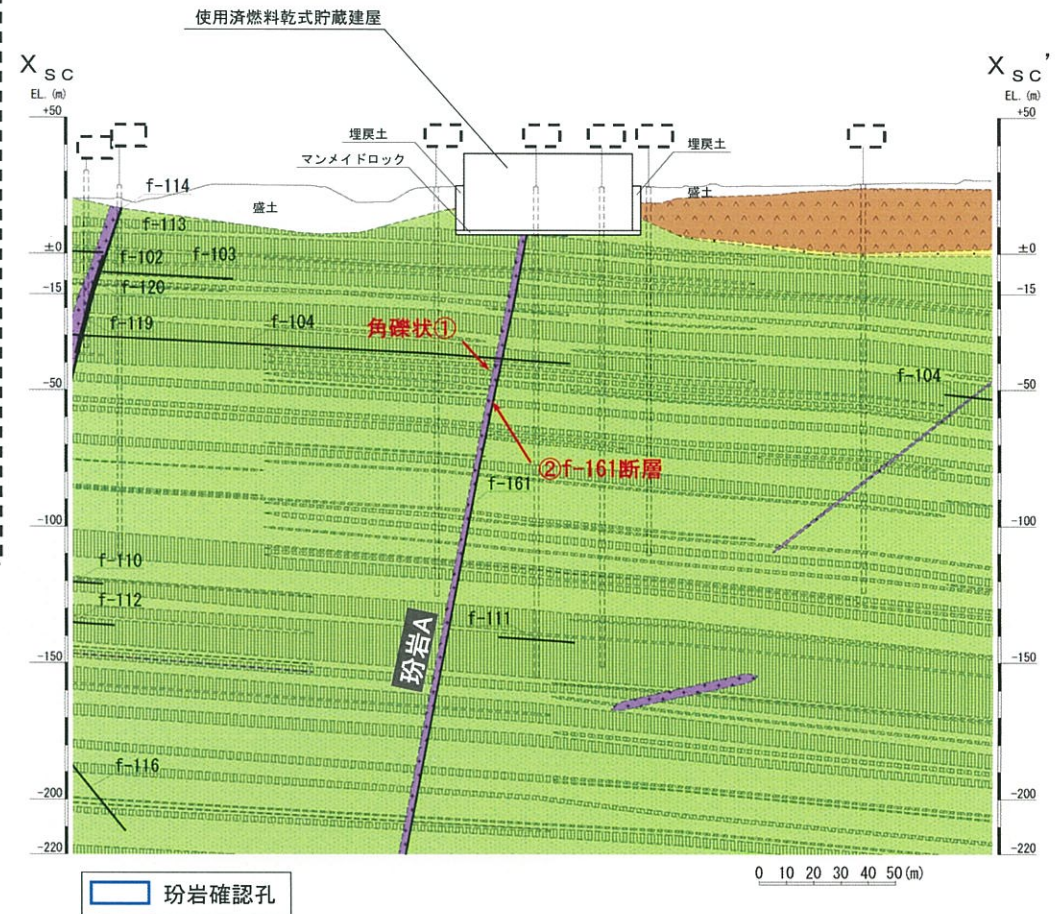 使用済燃料乾式貯蔵建屋
XSC
XSC'
EL. (m)
EL. (m)
+50
+50
埋戻土
マンメイドロック
埋戻土
f-114
盛土
盛土
f-113
±0
±0
f-102
f-103
-15
-15
f-120
f-119
f-104
角礫状①
f-104
-50
-50
②f-161断層
f-161
-100
-100
f-110
f-112
f-111
玢岩A
-150
-150
f-116
-200
-200
-220
-220
0 10 20 30 40 50(m)
玢岩確認孔